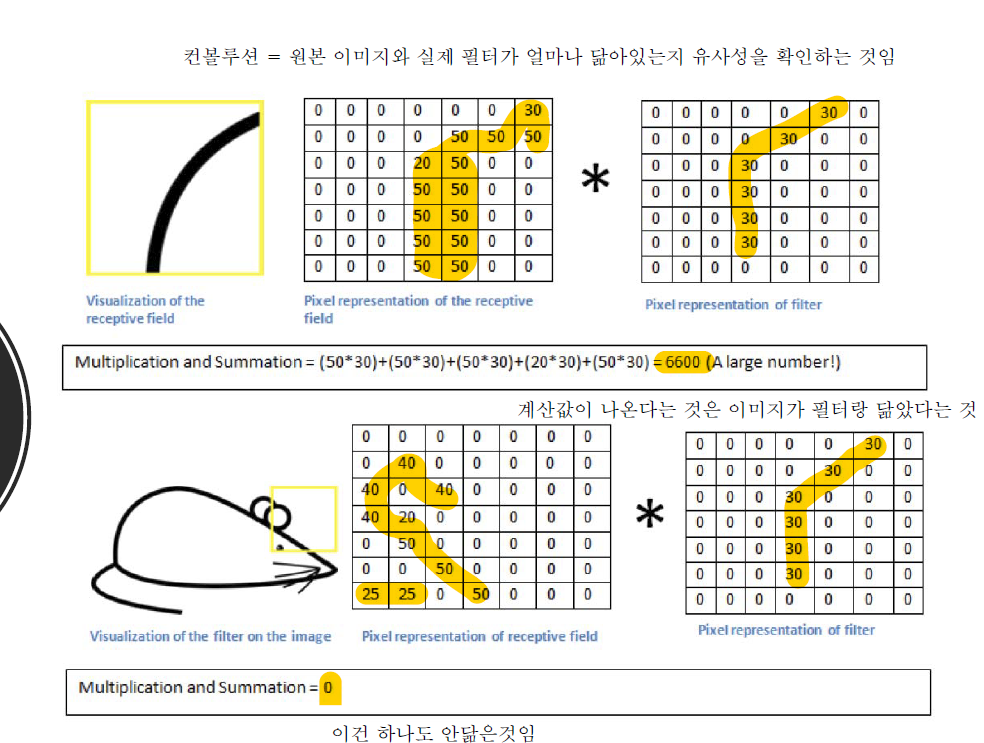 컨볼루션 = 원본 이미지와 실제 필터가 얼마나 닮아있는지 유사성을 확인하는 것임
0 0 0 0 0 0 30
0 0 0 0 50 50 50
0 0 0 20 50 0 0
0 0 0 50 50 0 0
0 0 0 50 50 0 0
0 0 0 50 50 0 0
0 0 0 50 50 0 0
*
0 0 0 0 0 30 0
0 0 0 0 30 0 0
0 0 0 30 0 0 0
0 0 0 30 0 0 0
0 0 0 30 0 0 0
0 0 0 30 0 0 0
0 0 0 0 0 0 0
Visualization of the
receptive field
Pixel representation of the receptive
field
Pixel representation of filter
Multiplication and Summation = (50*30)+(50*30)+(50*30)+(20*30)+(50*30) = 6600 (A large number!)
계산값이 나온다는 것은 이미지가 필터랑 닮았다는 것
0 0 0 0 0 0 0
0 40 0 0 0 0 0
40 0 40 0 0 0 0
40 20 0 0 0 0 0
0 50 0 0 0 0 0
0 0 50 0 0 0 0
25 25 0 50 0 0 0
*
0 0 0 0 0 30 0
0 0 0 0 30 0 0
0 0 0 30 0 0 0
0 0 0 30 0 0 0
0 0 0 30 0 0 0
0 0 0 30 0 0 0
0 0 0 0 0 0 0
Visualization of the filter on the image
Pixel representation of receptive field
Pixel representation of filter
Multiplication and Summation = 0
이건 하나도 안닮은것임